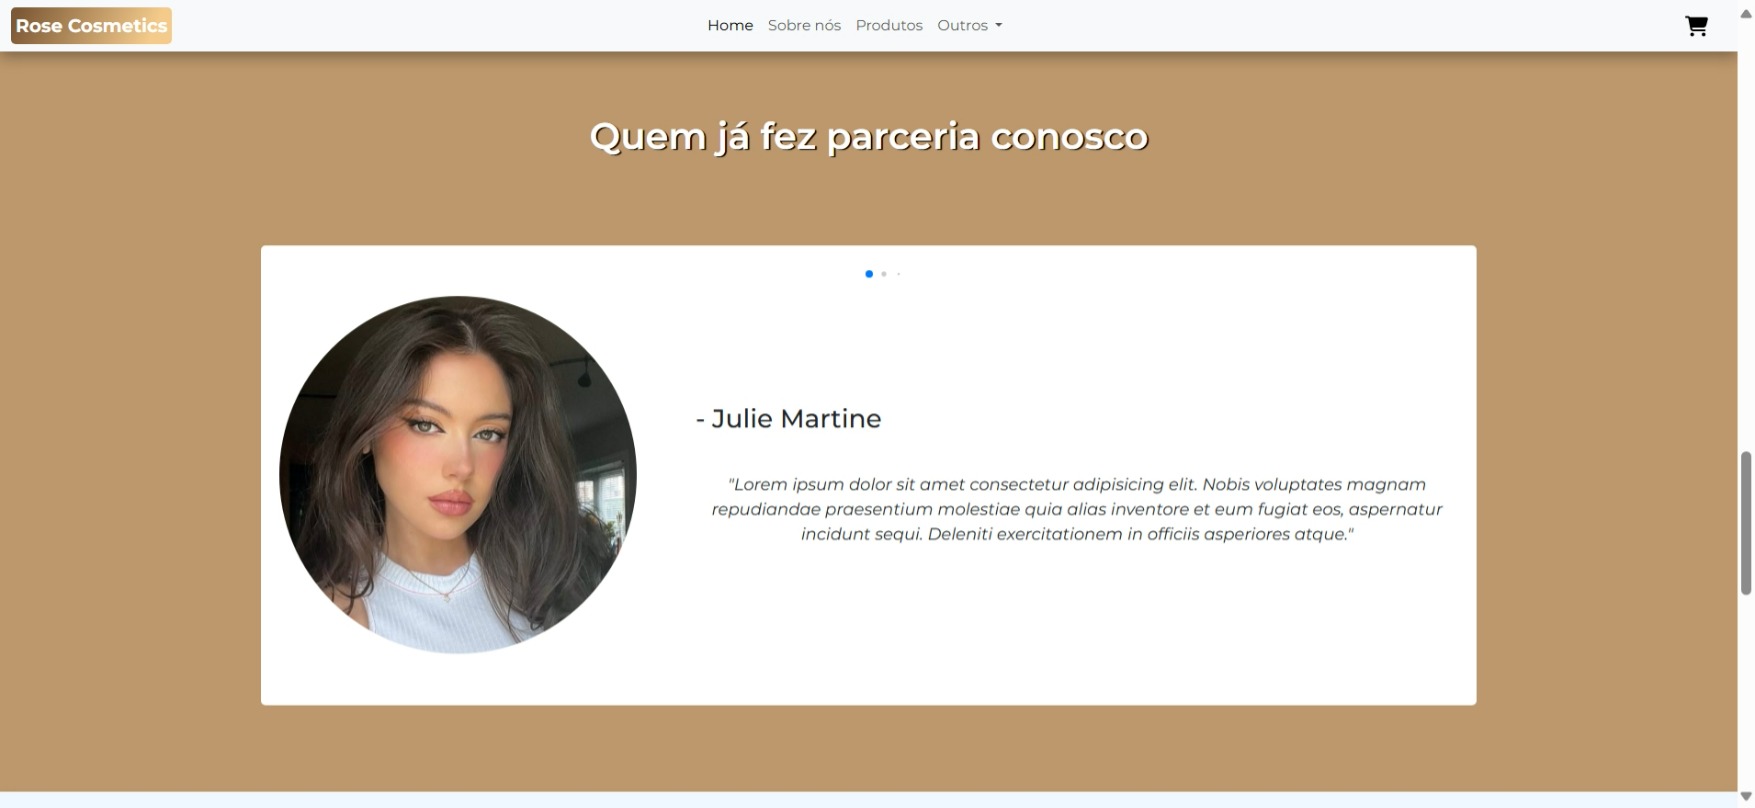 Rose Cosmetics
Home Sobre nós Produtos Outros
Quem já fez parceria conosco
- Julie Martine
"Lorem ipsum dolor sit amet consectetur adipisicing elit. Nobis voluptates magnam
repudiandae praesentium molestiae quia alias inventore et eum fugiat eos, aspernatur
incidunt sequi. Deleniti exercitationem in officiis asperiores atque."